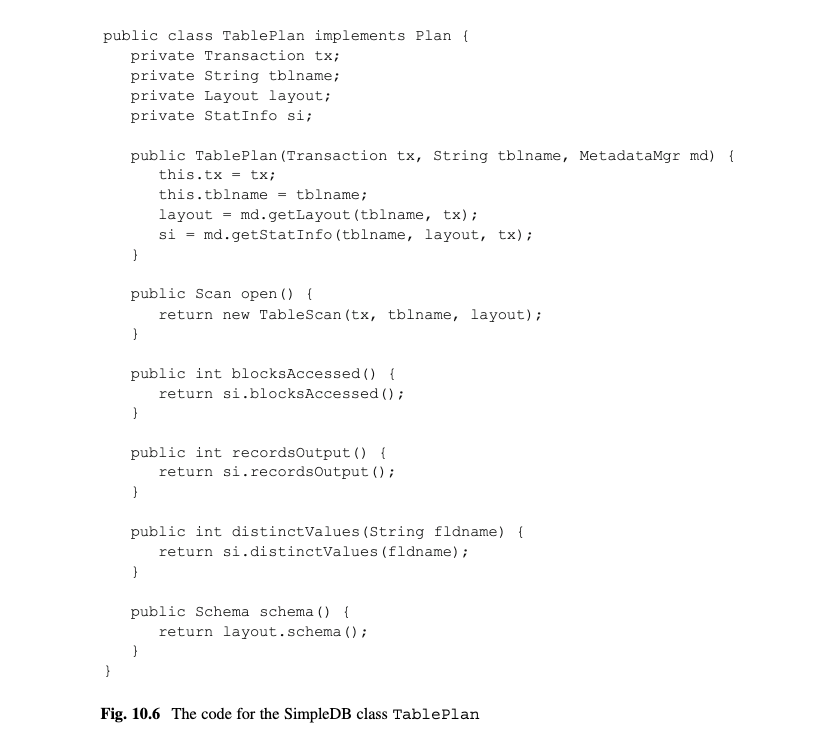 public class TablePlan implements Plan {
private Transaction tx;
private String tblname;
private Layout layout;
private StatInfo si;
public TablePlan(Transaction tx, String tblname, MetadataMgr md) {
this.tx = tx;
this.tblname = tblname;
layout = md.getLayout(tblname, tx);
si = md.getStatInfo(tblname, layout, tx);
}
public Scan open() {
return new TableScan(tx, tblname, layout);
}
public int blocksAccessed() {
return si.blocksAccessed();
}
public int recordsOutput() {
return si.recordsOutput();
}
public int distinctValues(String fldname) {
return si.distinctValues(fldname);
}
public Schema schema() {
return layout.schema();
}
}
Fig. 10.6 The code for the SimpleDB class TablePlan